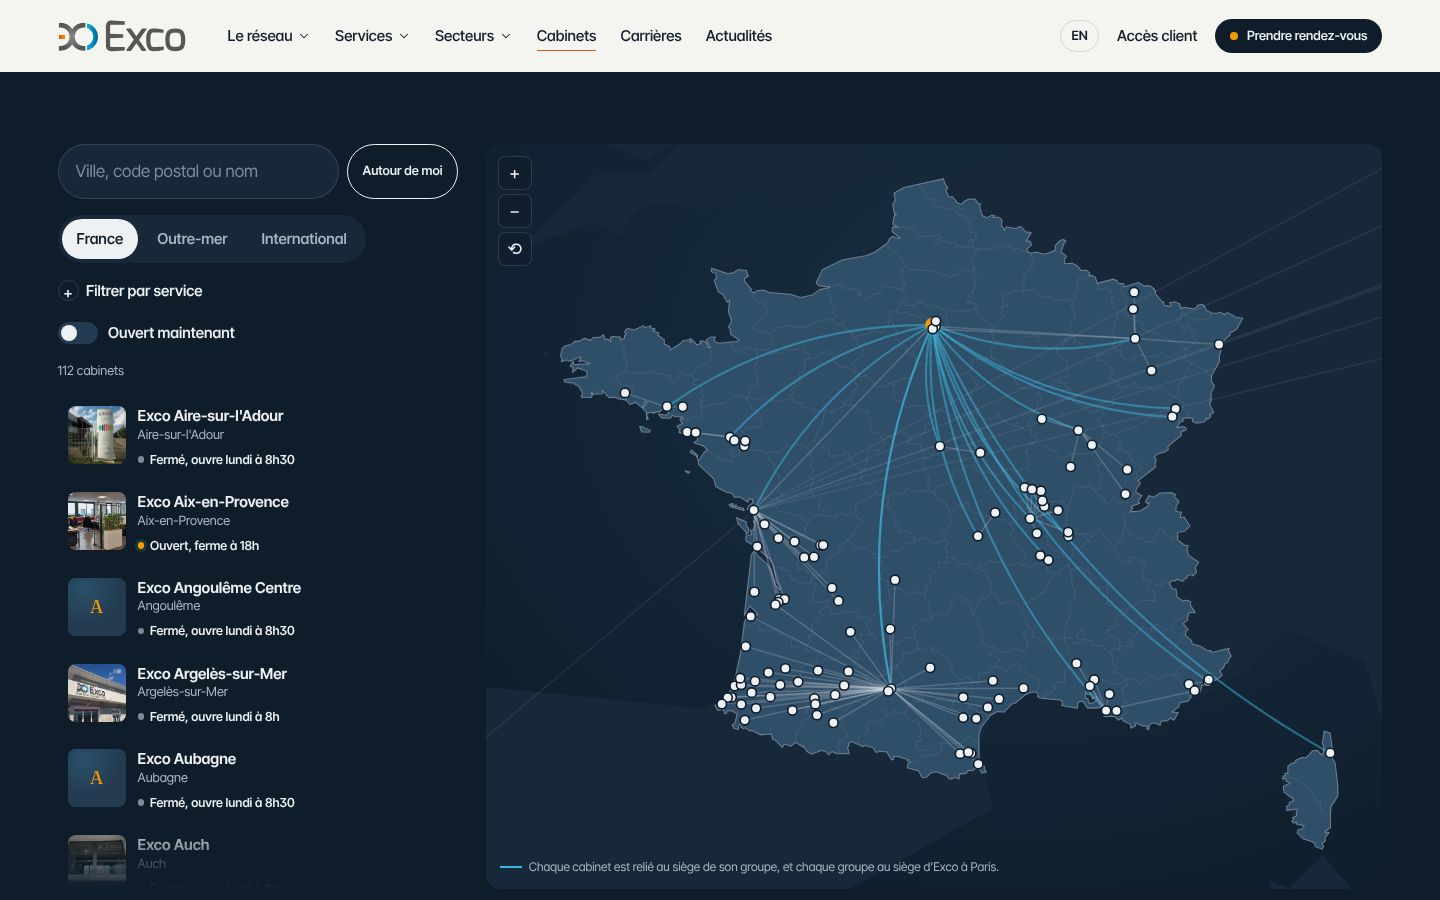 Exco
Le réseau
Services
Secteurs
Cabinets
Carrières
Actualités
EN
Accès client
Prendre rendez-vous
Ville, code postal ou nom
Autour de moi
France
Outre-mer
International
+ Filtrer par service
Ouvert maintenant
112 cabinets
Exco Aire-sur-l'Adour
Aire-sur-l'Adour
Fermé, ouvre lundi à 8h30
Exco Aix-en-Provence
Aix-en-Provence
Ouvert, ferme à 18h
A
Exco Angoulême Centre
Angoulême
Fermé, ouvre lundi à 8h30
Exco
Exco Argelès-sur-Mer
Argelès-sur-Mer
Fermé, ouvre lundi à 8h
A
Exco Aubagne
Aubagne
Fermé, ouvre lundi à 8h30
Exco Auch
Auch
+
−
⟲
Chaque cabinet est relié au siège de son groupe, et chaque groupe au siège d'Exco à Paris.